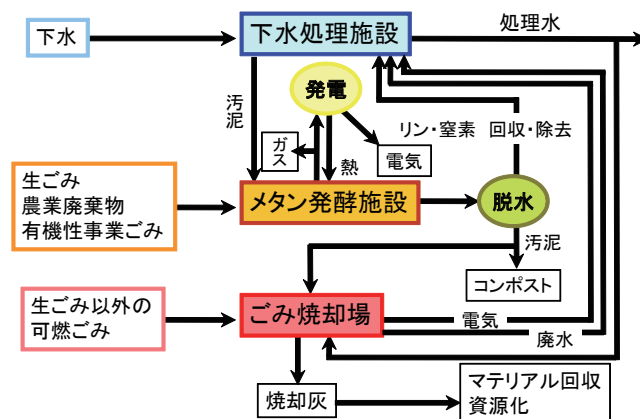 下水
下水処理施設
処理水
汚泥
発電
リン・窒素 回収・除去
ガス
熱
電気
生ごみ
農業廃棄物
有機性事業ごみ
メタン発酵施設
脱水
汚泥
コンポスト
生ごみ以外の
可燃ごみ
ごみ焼却場
電気
廃水
焼却灰
マテリアル回収
資源化